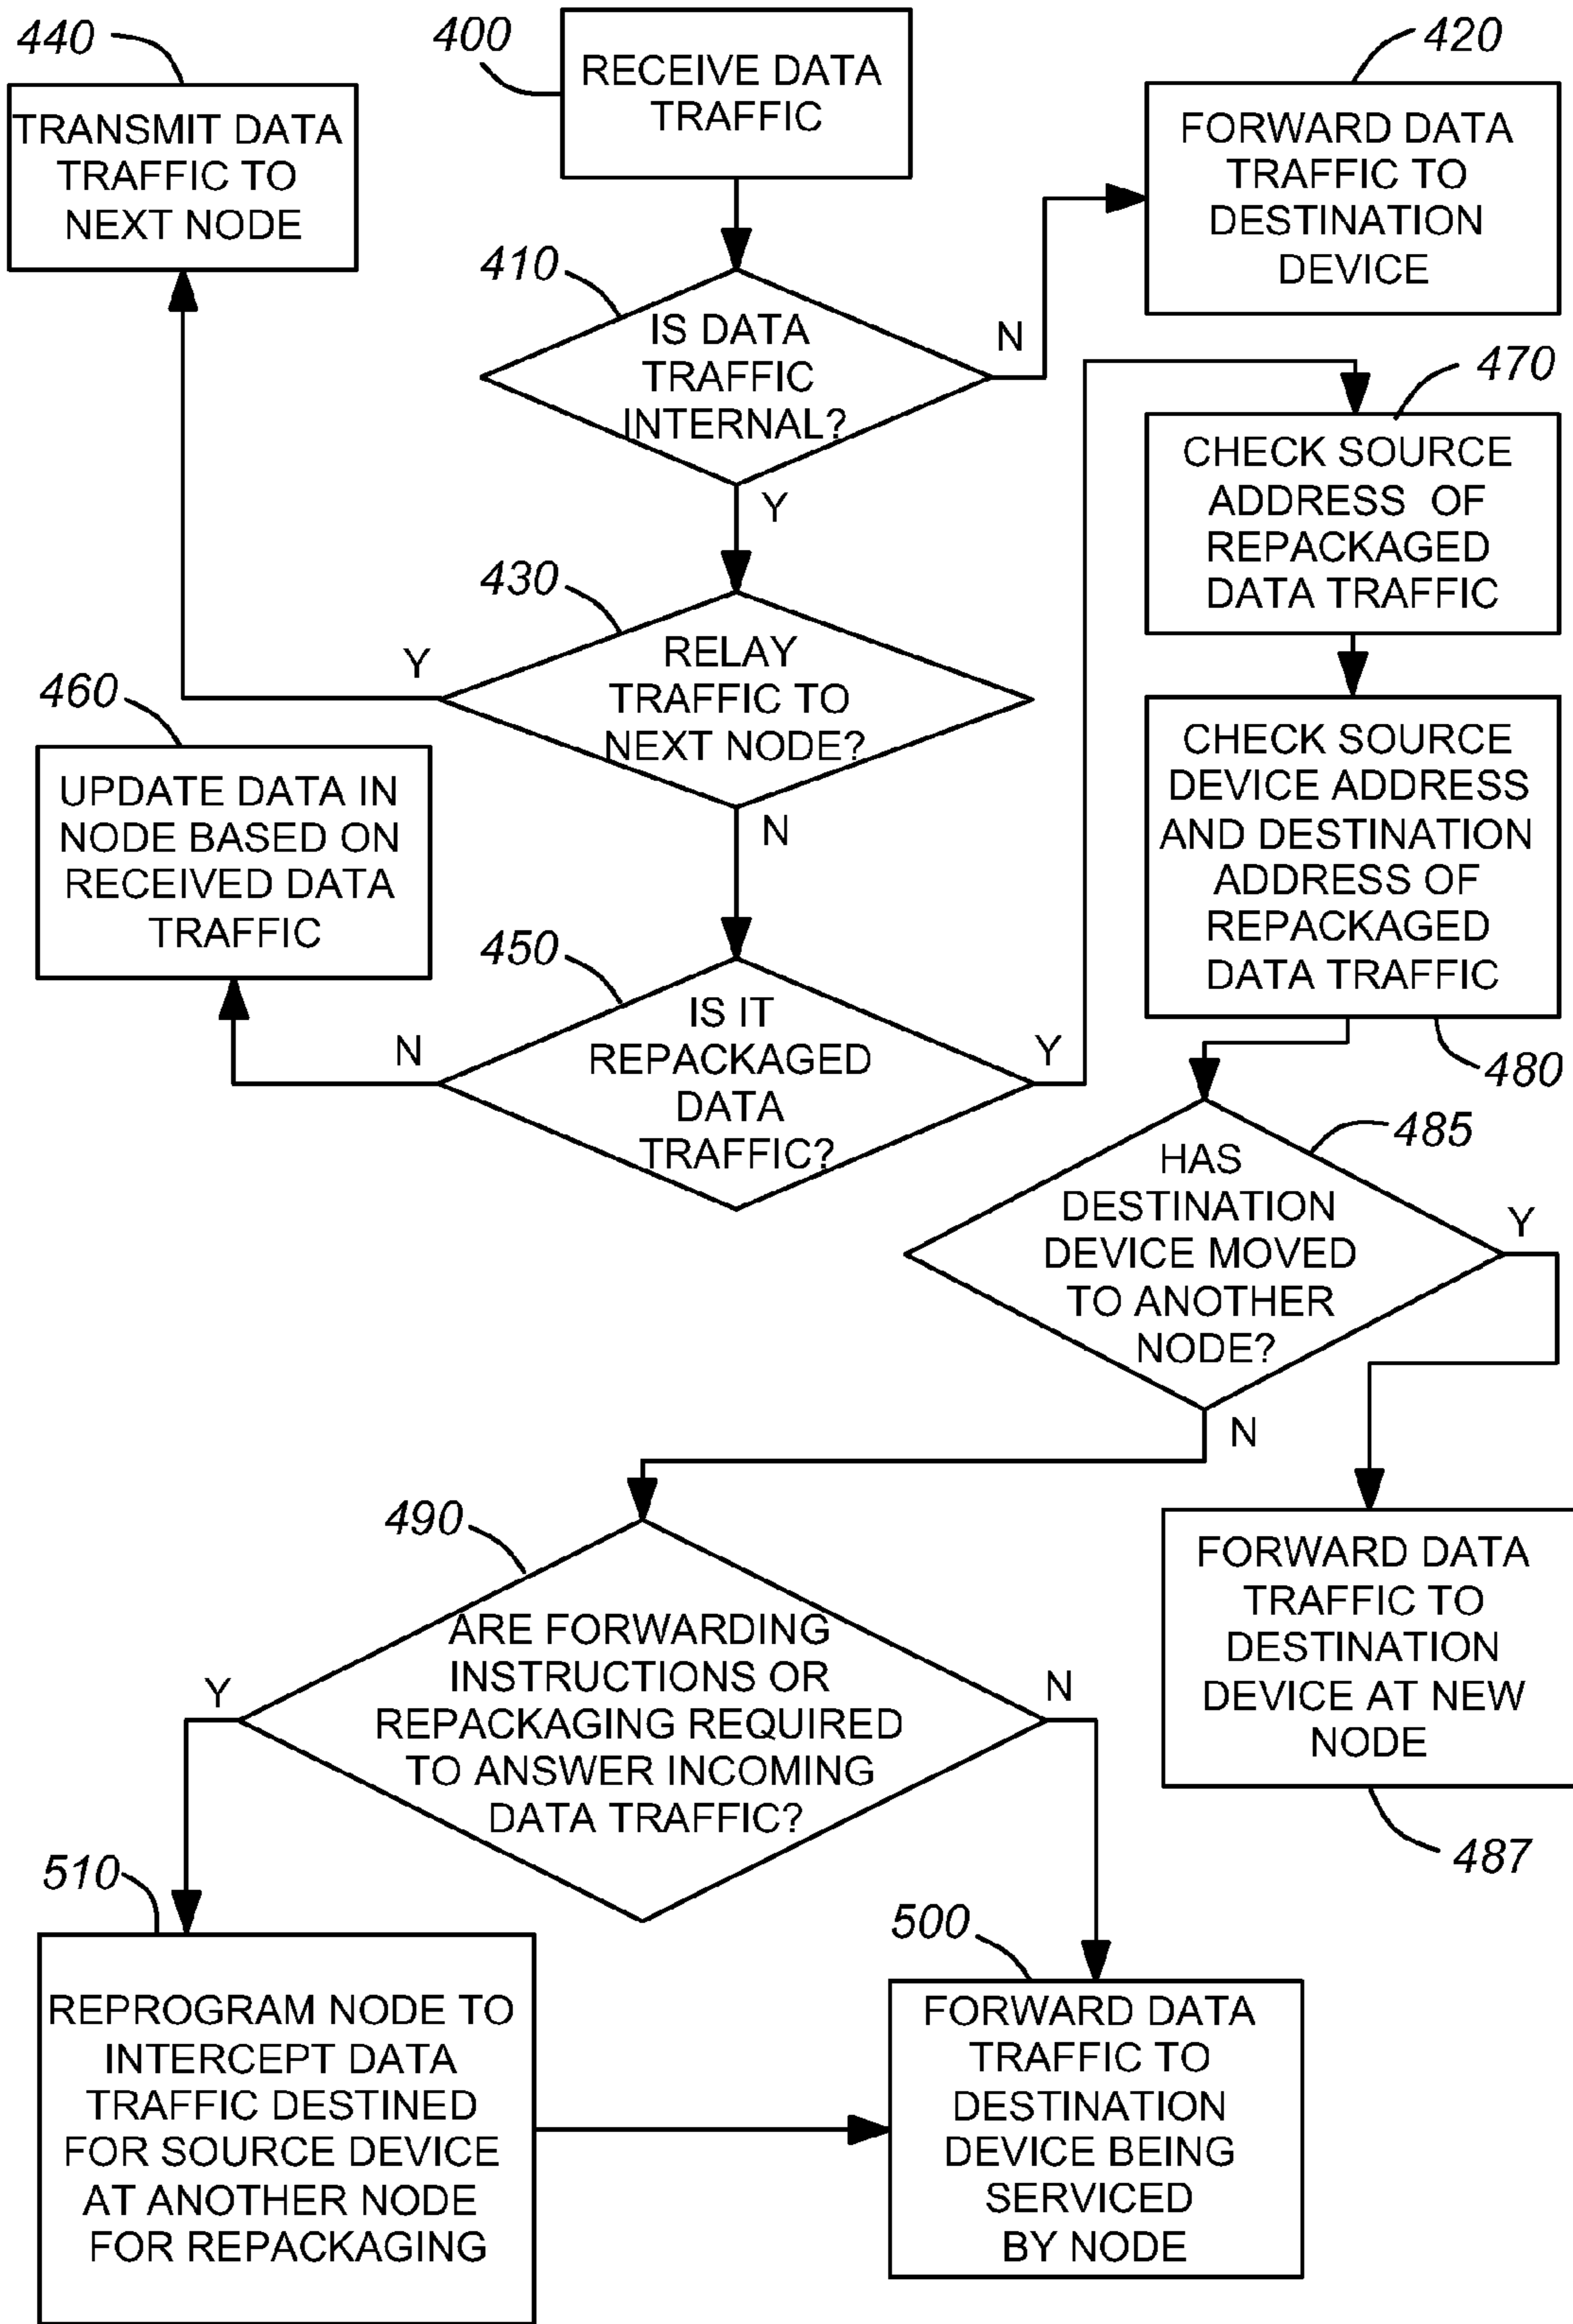 440
TRANSMIT DATA
TRAFFIC TO
NEXT NODE
400
RECEIVE DATA
TRAFFIC
420
FORWARD DATA
TRAFFIC TO
DESTINATION
DEVICE
410
IS DATA
TRAFFIC
INTERNAL?
N
Y
470
CHECK SOURCE
ADDRESS OF
REPACKAGED
DATA TRAFFIC
430
RELAY
TRAFFIC TO
NEXT NODE?
Y
N
460
UPDATE DATA IN
NODE BASED ON
RECEIVED DATA
TRAFFIC
CHECK SOURCE
DEVICE ADDRESS
AND DESTINATION
ADDRESS OF
REPACKAGED
DATA TRAFFIC
480
450
IS IT
REPACKAGED
DATA
TRAFFIC?
N
Y
485
HAS
DESTINATION
DEVICE MOVED
TO ANOTHER
NODE?
Y
N
490
ARE FORWARDING
INSTRUCTIONS OR
REPACKAGING REQUIRED
TO ANSWER INCOMING
DATA TRAFFIC?
Y
N
FORWARD DATA
TRAFFIC TO
DESTINATION
DEVICE AT NEW
NODE
487
510
REPROGRAM NODE TO
INTERCEPT DATA
TRAFFIC DESTINED
FOR SOURCE DEVICE
AT ANOTHER NODE
FOR REPACKAGING
500
FORWARD DATA
TRAFFIC TO
DESTINATION
DEVICE BEING
SERVICED
BY NODE